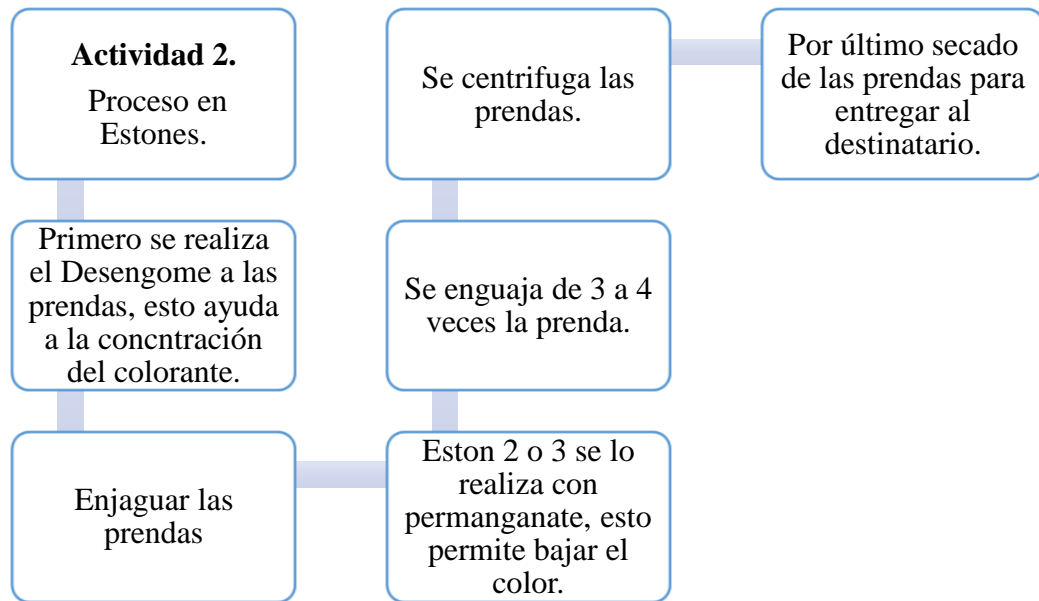 Actividad 2.
Proceso en
Estones.
Primero se realiza
el Desengome a las
prendas, esto ayuda
a la concntración
del colorante.
Enjaguar las
prendas
Eston 2 o 3 se lo
realiza con
permanganate, esto
permite bajar el
color.
Se enguaja de 3 a 4
veces la prenda.
Se centrifuga las
prendas.
Por último secado
de las prendas para
entregar al
destinatario.